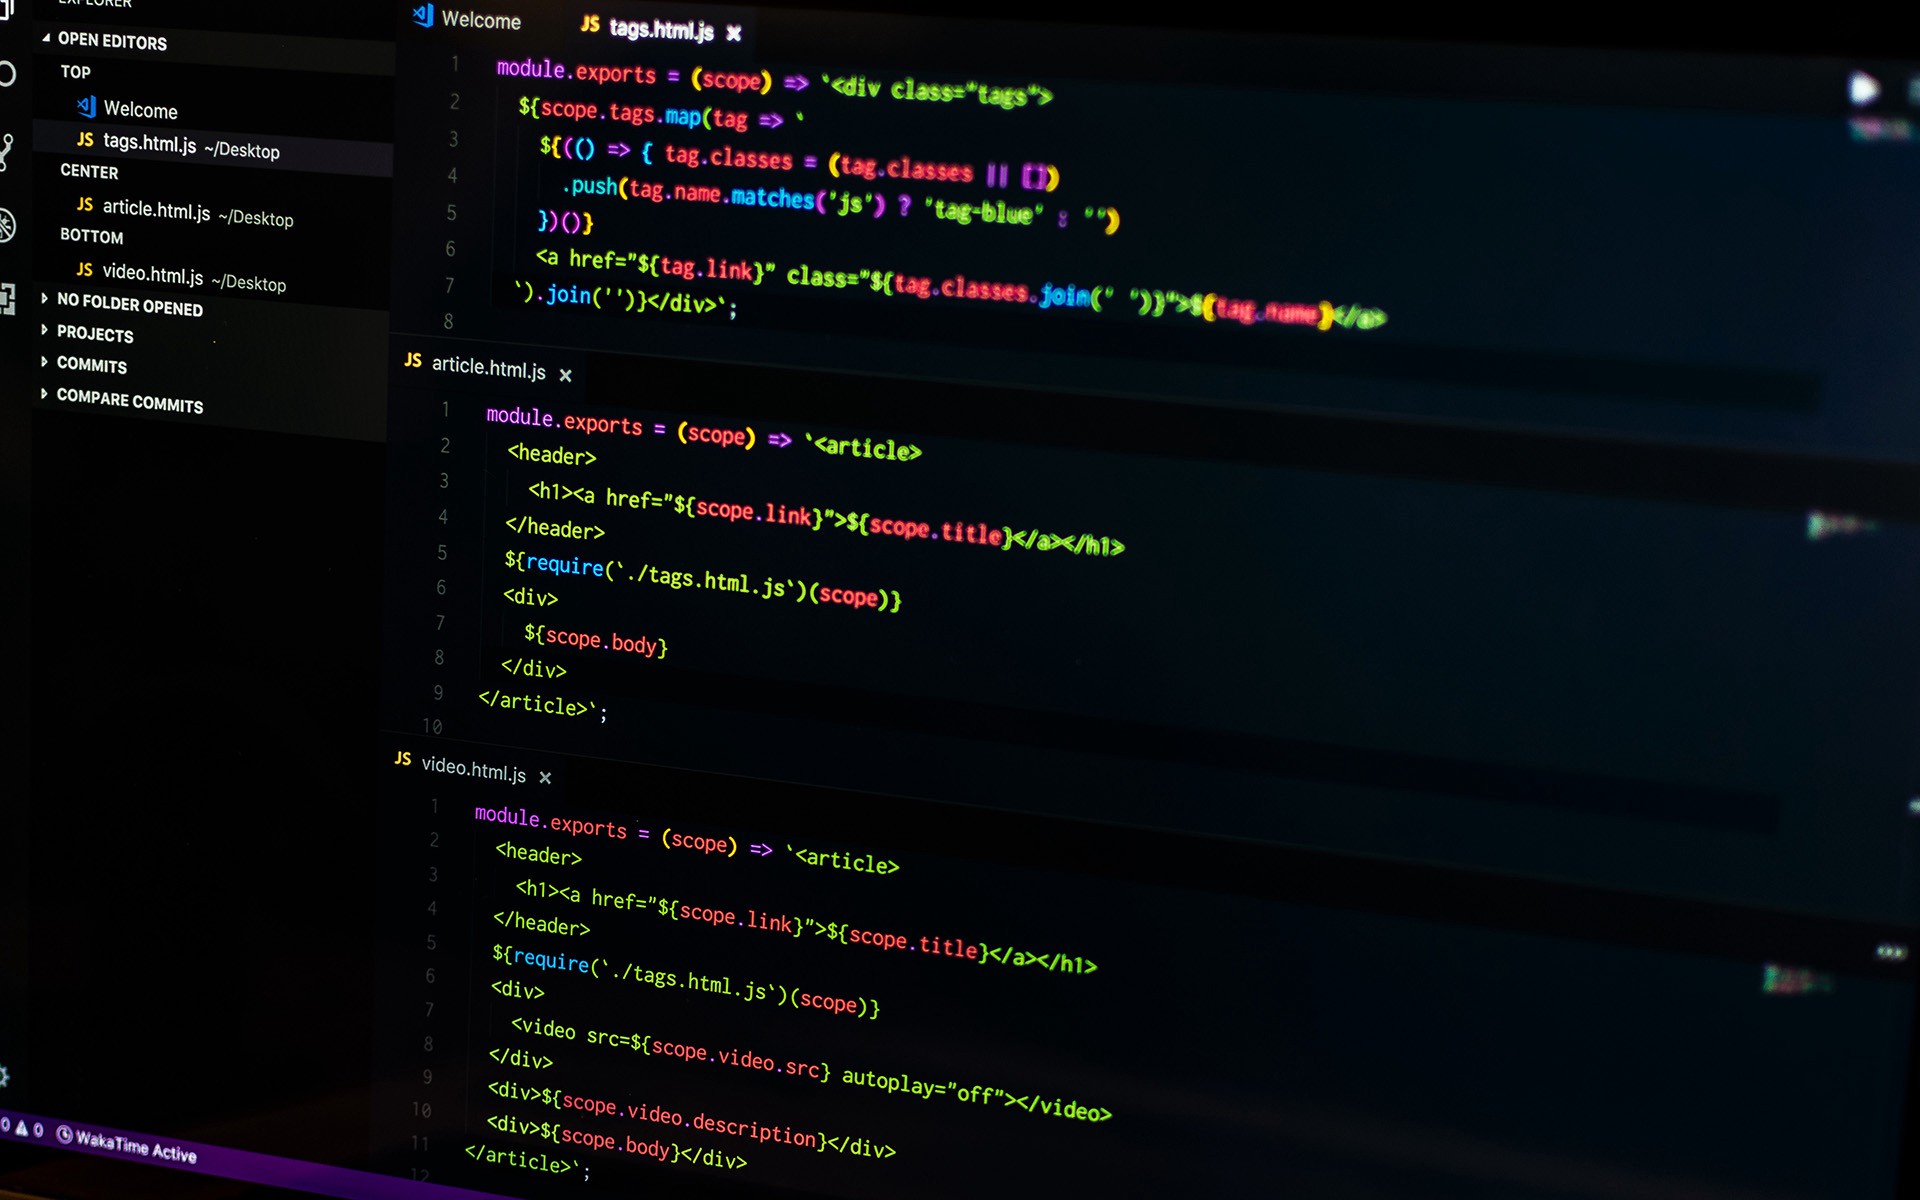 EXPLORER
OPEN EDITORS
TOP
Welcome
JS tags.html.js ~/Desktop
CENTER
JS article.html.js ~/Desktop
BOTTOM
JS video.html.js ~/Desktop
NO FOLDER OPENED
PROJECTS
COMMITS
COMPARE COMMITS
0 0 WakaTime Active
Welcome JS tags.html.js ×
1 module.exports = (scope) => `<div class="tags">
2 ${scope.tags.map(tag => `
3 ${(() => { tag.classes = (tag.classes || [])
4 .push(tag.name.matches('js') ? 'tag-blue' : '')
5 })()}
6 <a href="${tag.link}" class="${tag.classes.join(" ")}">${tag.name}</a>
7 `).join('')}</div>`;
8
JS article.html.js ×
1 module.exports = (scope) => `<article>
2 <header>
3 <h1><a href="${scope.link}">${scope.title}</a></h1>
4 </header>
5 ${require(`./tags.html.js`)(scope)}
6 <div>
7 ${scope.body}
8 </div>
9 </article>`;
10
JS video.html.js ×
1 module.exports = (scope) => `<article>
2 <header>
3 <h1><a href="${scope.link}">${scope.title}</a></h1>
4 </header>
5 ${require(`./tags.html.js`)(scope)}
6 <div>
7 <video src=${scope.video.src} autoplay="off"></video>
8 </div>
9 <div>${scope.video.description}</div>
10 <div>${scope.body}</div>
11 </article>`;
12